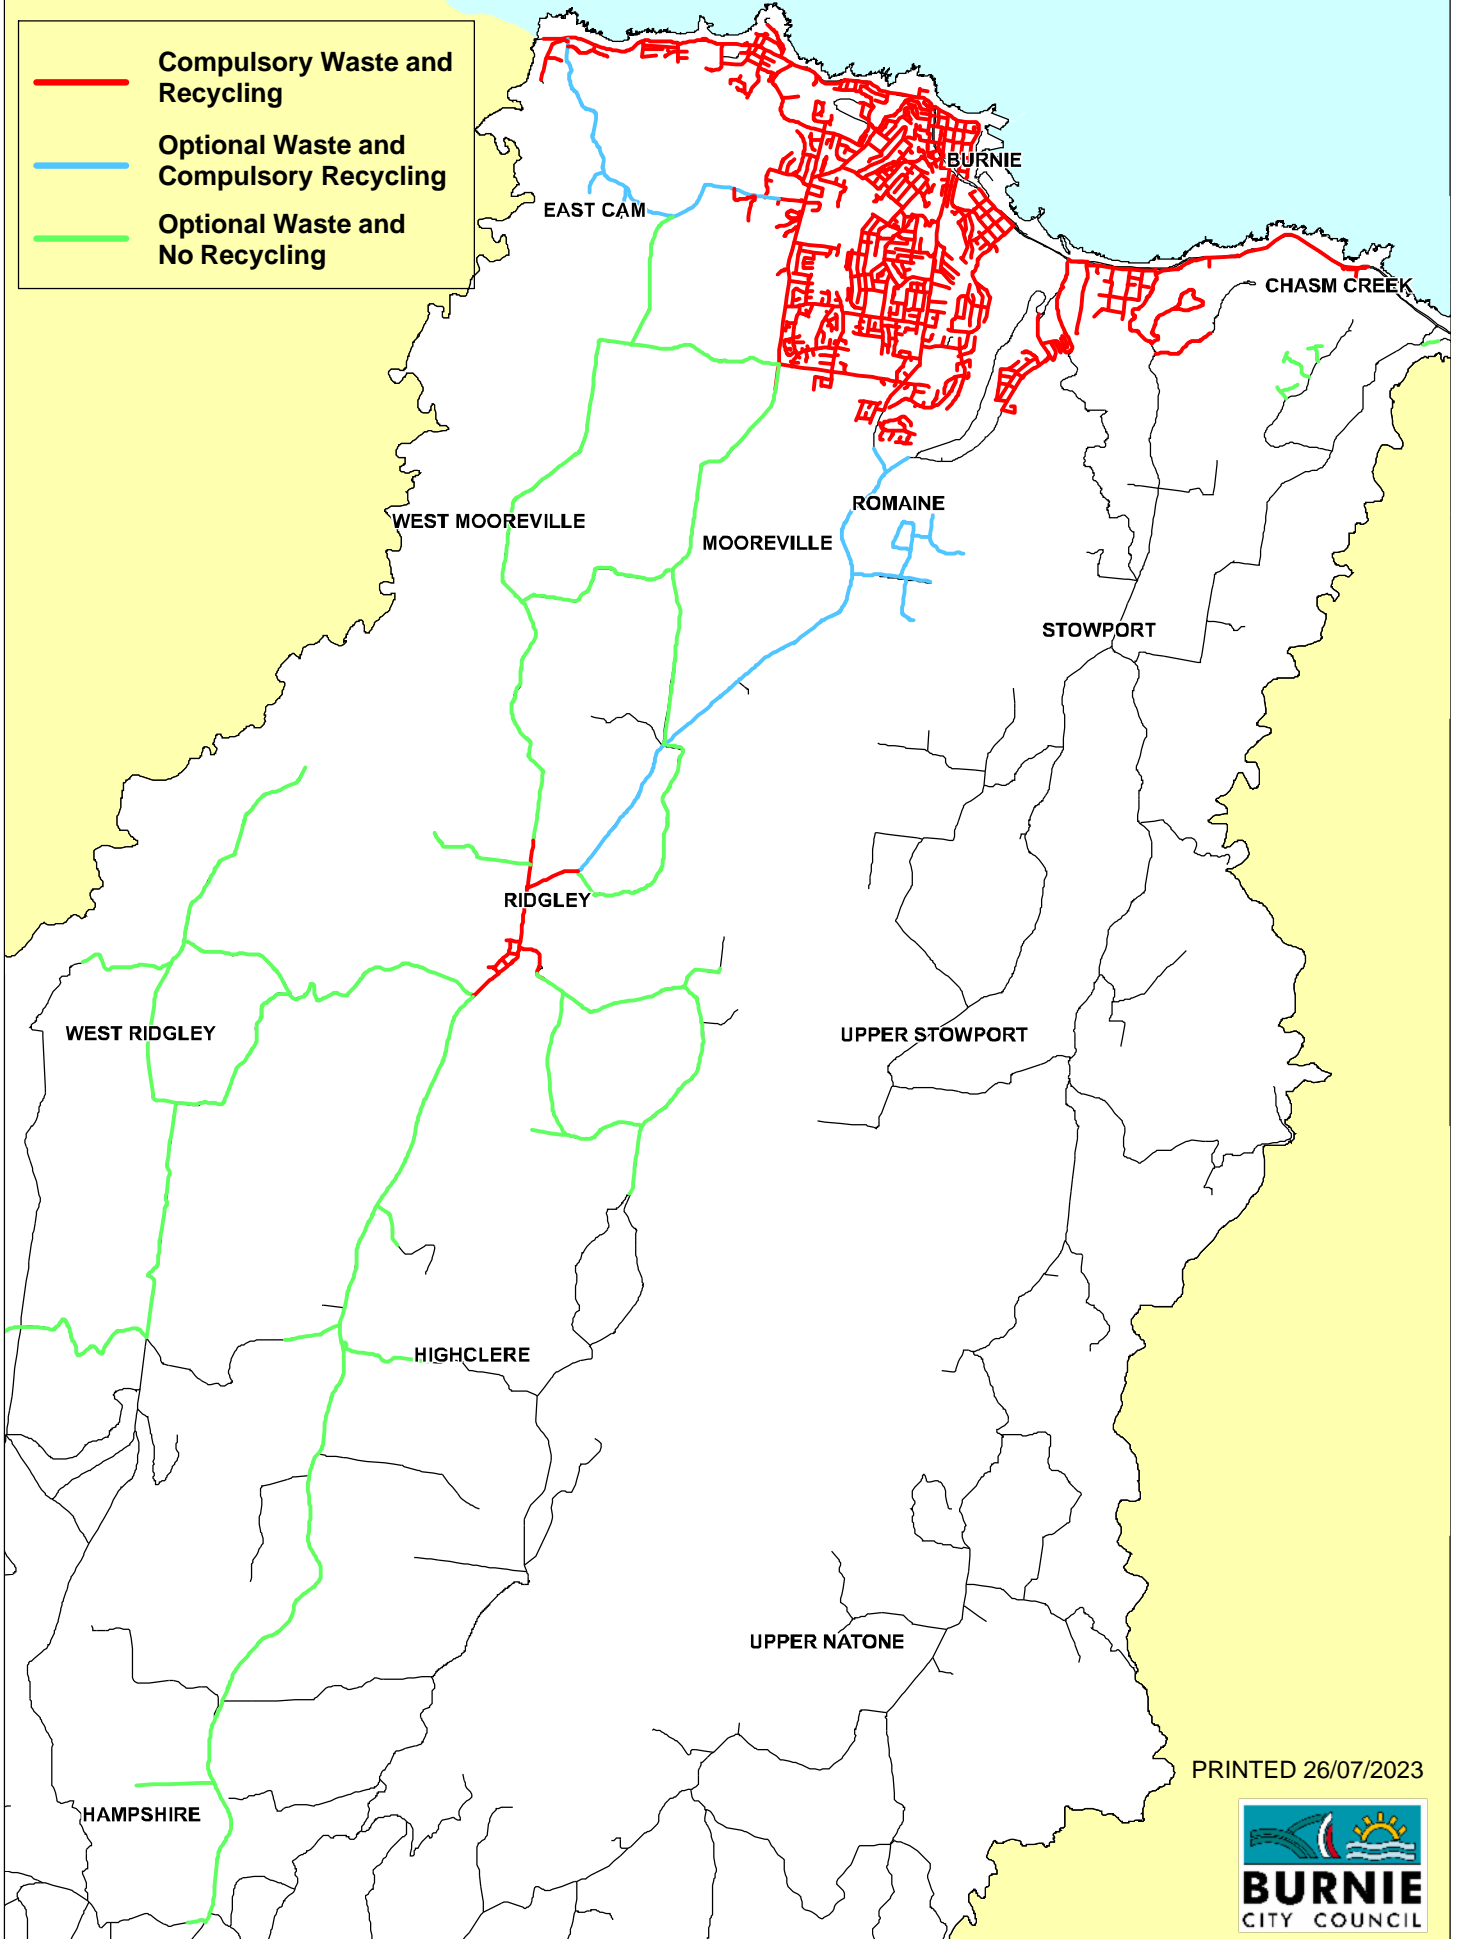 Compulsory Waste and
Recycling
Optional Waste and
Compulsory Recycling
Optional Waste and
No Recycling
BURNIE
EAST CAM
CHASM CREEK
ROMAINE
WEST MOOREVILLE
MOOREVILLE
STOWPORT
RIDGLEY
WEST RIDGLEY
UPPER STOWPORT
HIGHCLERE
UPPER NATONE
PRINTED 26/07/2023
HAMPSHIRE
BURNIE
CITY COUNCIL